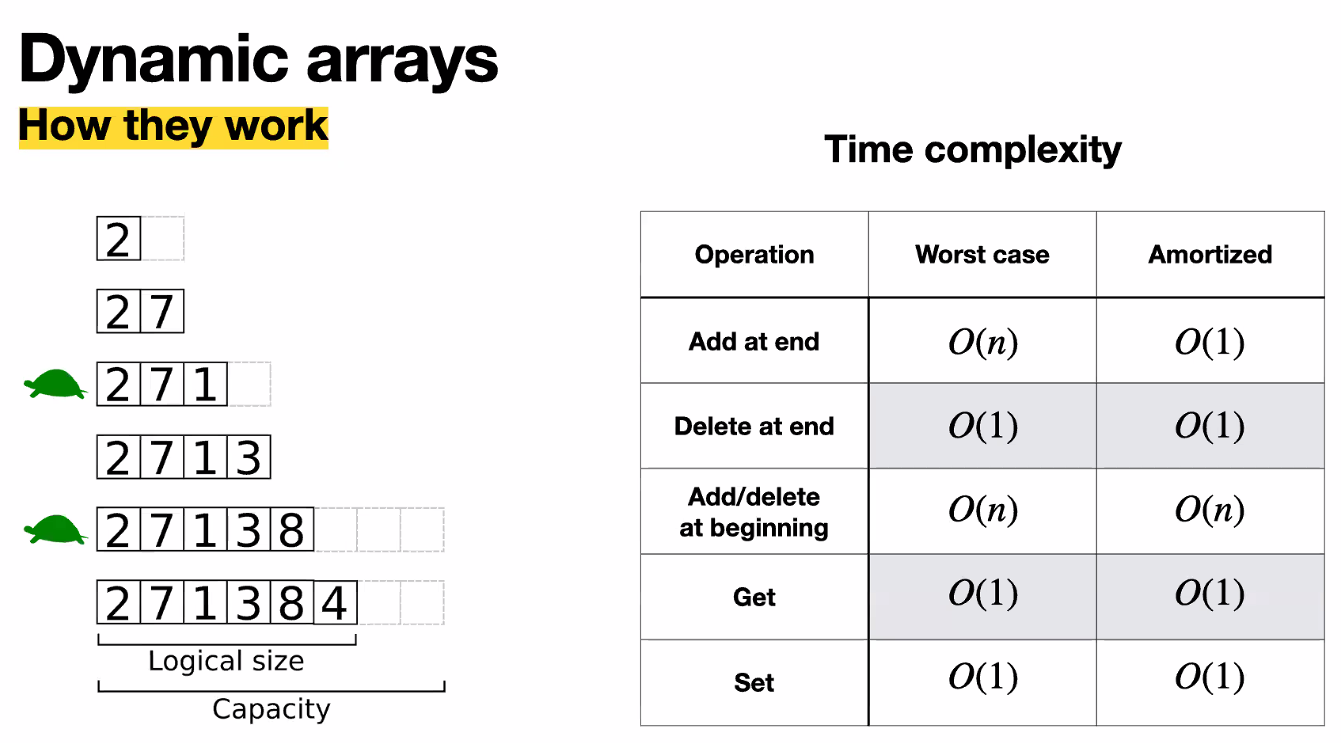 Dynamic arrays
How they work
2
2 7
2 7 1
2 7 1 3
2 7 1 3 8
2 7 1 3 8 4
Logical size
Capacity
Time complexity
Operation Worst case Amortized
Add at end O(n) O(1)
Delete at end O(1) O(1)
Add/delete
at beginning O(n) O(n)
Get O(1) O(1)
Set O(1) O(1)